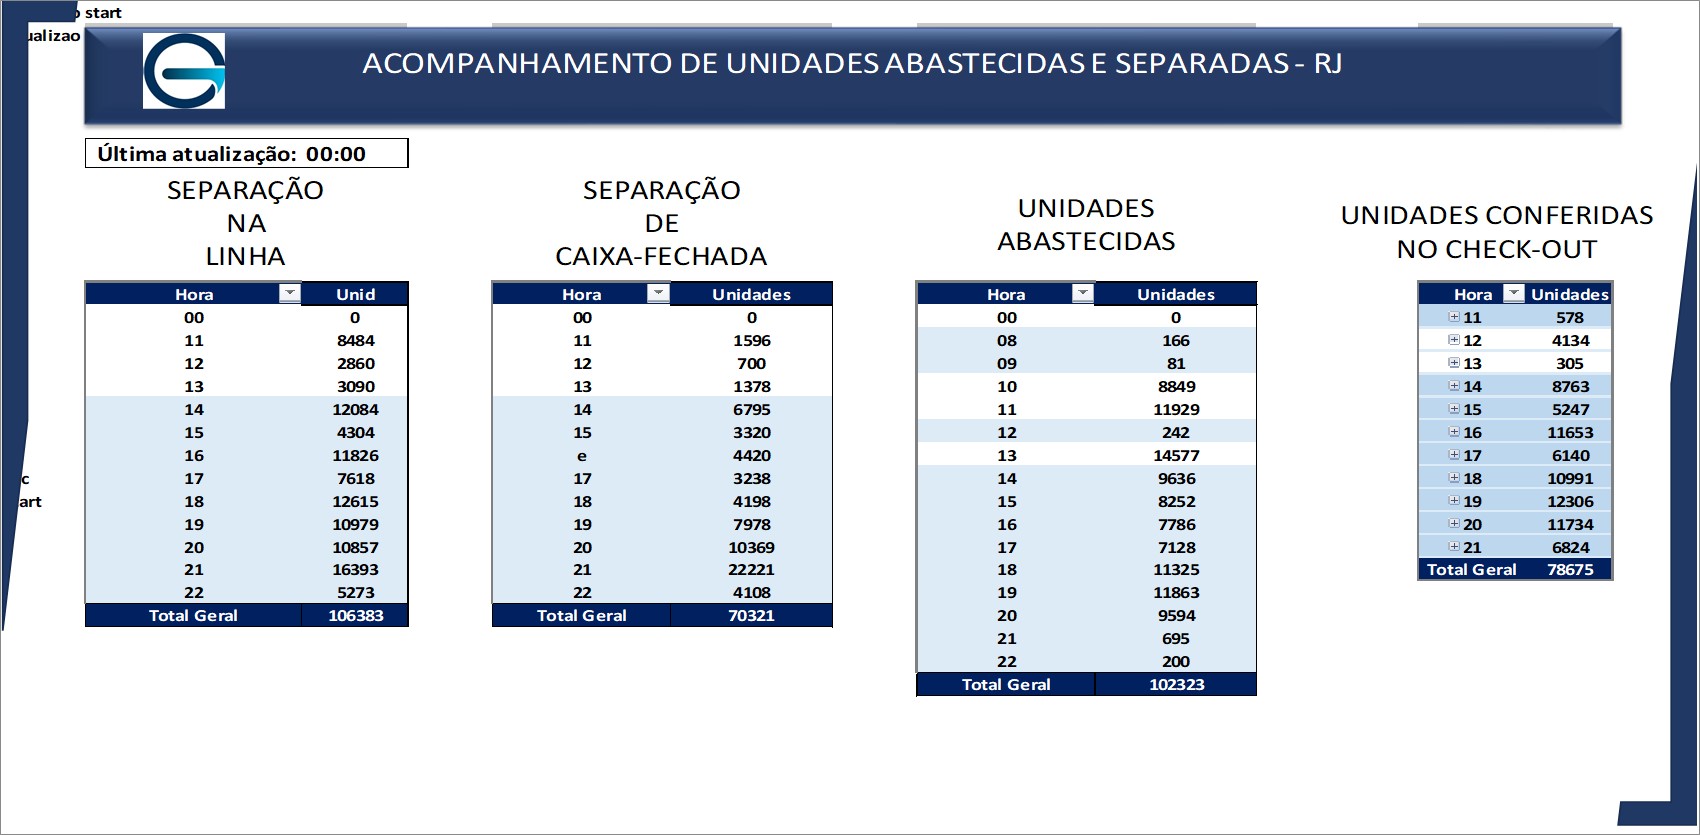 start
ualizao
ACOMPANHAMENTO DE UNIDADES ABASTECIDAS E SEPARADAS - RJ
Última atualização: 00:00
SEPARAÇÃO
NA
LINHA
Hora Unid
00 0
11 8484
12 2860
13 3090
14 12084
15 4304
16 11826
17 7618
18 12615
19 10979
20 10857
21 16393
22 5273
Total Geral 106383
SEPARAÇÃO
DE
CAIXA-FECHADA
Hora Unidades
00 0
11 1596
12 700
13 1378
14 6795
15 3320
e 4420
17 3238
18 4198
19 7978
20 10369
21 22221
22 4108
Total Geral 70321
UNIDADES
ABASTECIDAS
Hora Unidades
00 0
08 166
09 81
10 8849
11 11929
12 242
13 14577
14 9636
15 8252
16 7786
17 7128
18 11325
19 11863
20 9594
21 695
22 200
Total Geral 102323
UNIDADES CONFERIDAS
NO CHECK-OUT
Hora Unidades
11 578
12 4134
13 305
14 8763
15 5247
16 11653
17 6140
18 10991
19 12306
20 11734
21 6824
Total Geral 78675
c
art